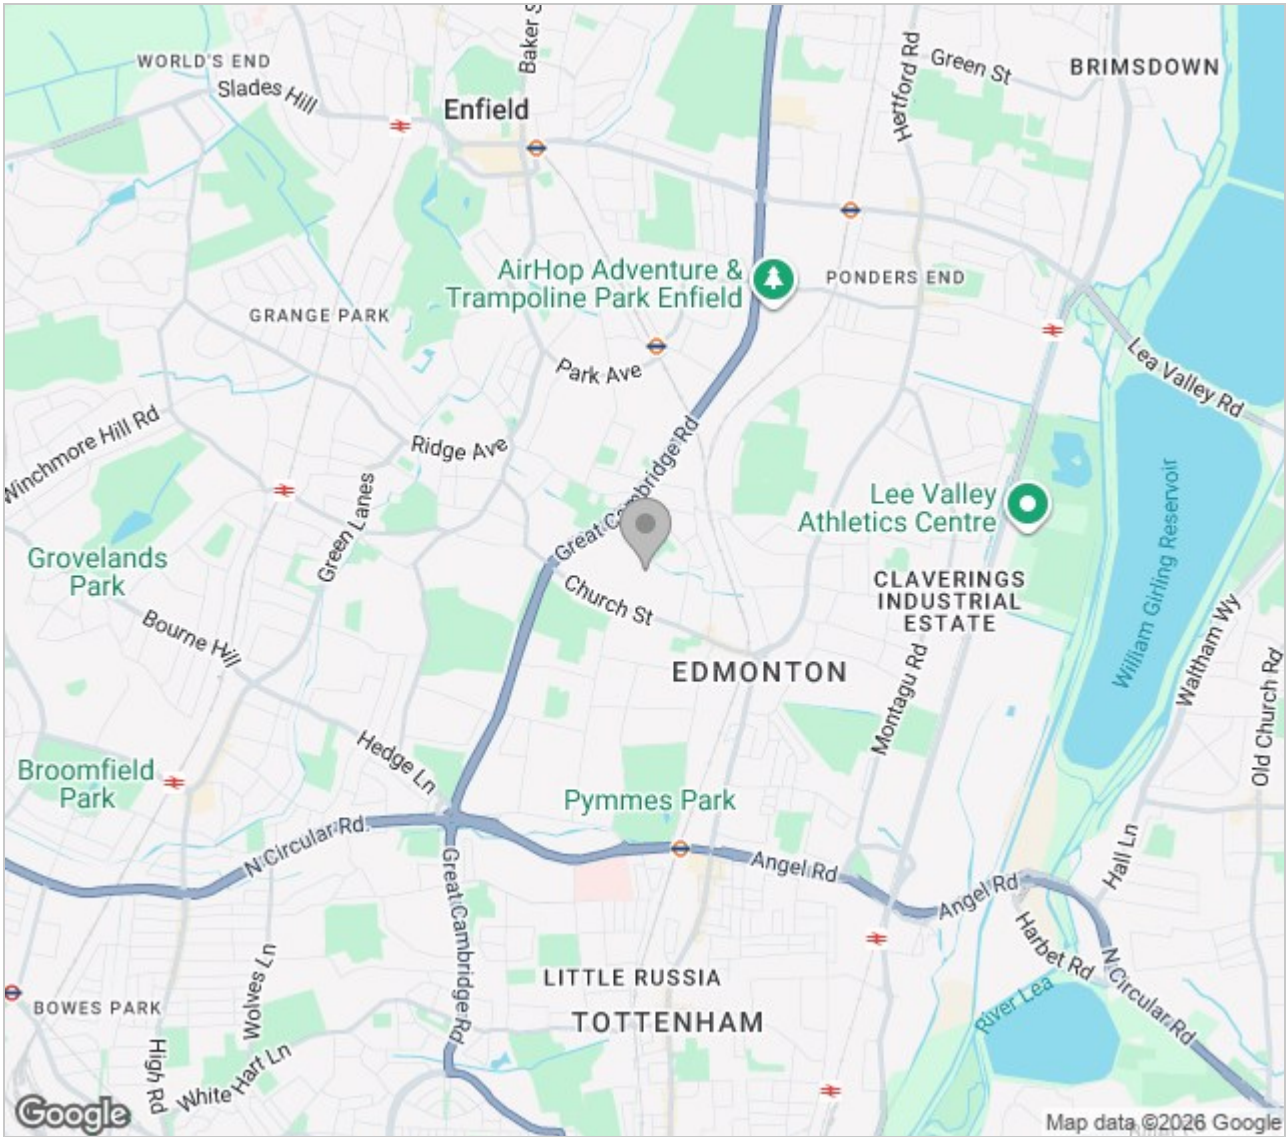 Baker S
WORLD'S END
Slades Hill
Enfield
Hertford Rd
Green St
BRIMSDOWN
AirHop Adventure &
Trampoline Park Enfield
PONDERS END
GRANGE PARK
Park Ave
Lea Valley Rd
Winchmore Hill Rd
Ridge Ave
Great Cambridge Rd
Green Lanes
Lee Valley
Athletics Centre
William Girling Reservoir
Grovelands
Park
Church St
CLAVERINGS
INDUSTRIAL
ESTATE
Bourne Hill
Waltham Wy
Old Church Rd
EDMONTON
Montagu Rd
Hedge Ln
Broomfield
Park
Pymmes Park
N Circular Rd
Great Cambridge Rd
Angel Rd
Angel Rd
Hall Ln
Harbet Rd
N Circular Rd
Wolves Ln
LITTLE RUSSIA
River Lea
BOWES PARK
TOTTENHAM
High Rd
White Hart Ln
Google
Map data ©2026 Google